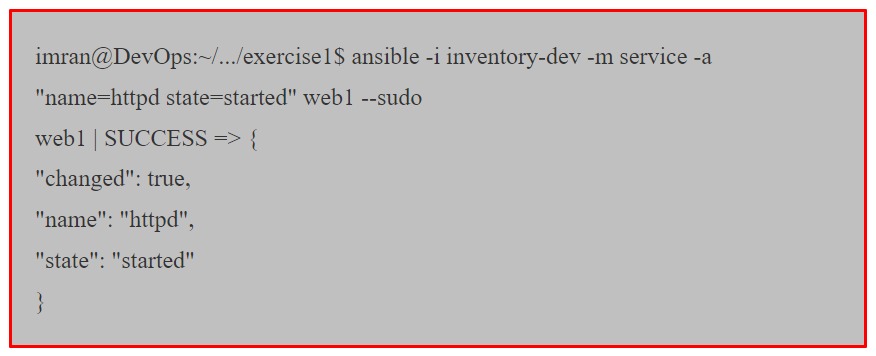 imran@DevOps:~/.../exercise1$ ansible -i inventory-dev -m service -a
"name=httpd state=started" web1 --sudo
web1 | SUCCESS => {
"changed": true,
"name": "httpd",
"state": "started"
}